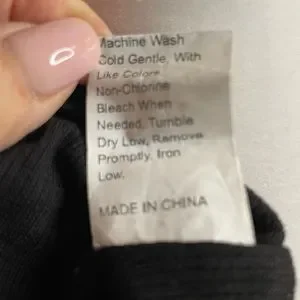 Machine Wash
Cold Gentle, With
Like Colors
Non-Chlorine
Bleach When
Needed, Tumble
Dry Low, Remove
Promptly, Iron
Low.
MADE IN CHINA